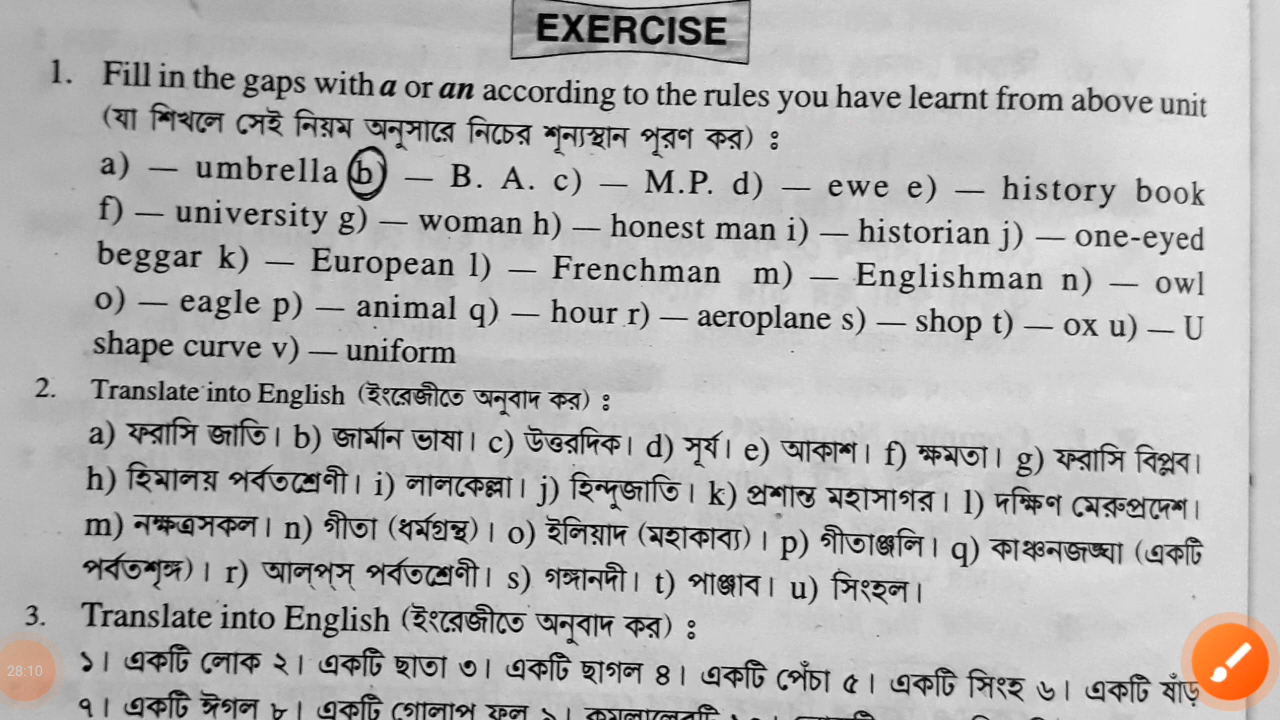 EXERCISE
1. Fill in the gaps with a or an according to the rules you have learnt from above unit
(যা শিখলে সেই নিয়ম অনুসারে নিচের শূন্যস্থান পূরণ কর) :
a) — umbrella b) — B. A. c) — M.P. d) — ewe e) — history book
f) — university g) — woman h) — honest man i) — historian j) — one-eyed
beggar k) — European l) — Frenchman m) — Englishman n) — owl
o) — eagle p) — animal q) — hour r) — aeroplane s) — shop t) — ox u) — U
shape curve v) — uniform
2. Translate into English (ইংরেজীতে অনুবাদ কর) :
a) ফরাসি জাতি। b) জার্মান ভাষা। c) উত্তরদিক। d) সূর্য। e) আকাশ। f) ক্ষমতা। g) ফরাসি বিপ্লব।
h) হিমালয় পর্বতশ্রেণী। i) লালকেল্লা। j) হিন্দুজাতি। k) প্রশান্ত মহাসাগর। l) দক্ষিণ মেরুপ্রদেশ।
m) নক্ষত্রসকল। n) গীতা (ধর্মগ্রন্থ)। o) ইলিয়াদ (মহাকাব্য)। p) গীতাঞ্জলি। q) কাঞ্চনজঙ্ঘা (একটি
পর্বতশৃঙ্গ)। r) আল্‌প্‌স্ পর্বতশ্রেণী। s) গঙ্গানদী। t) পাঞ্জাব। u) সিংহল।
3. Translate into English (ইংরেজীতে অনুবাদ কর) :
১। একটি লোক ২। একটি ছাতা ৩। একটি ছাগল ৪। একটি পেঁচা ৫। একটি সিংহ ৬। একটি ষাঁড়
৭। একটি ঈগল ৮। একটি গোলাপ ফুল ৯।
28:10